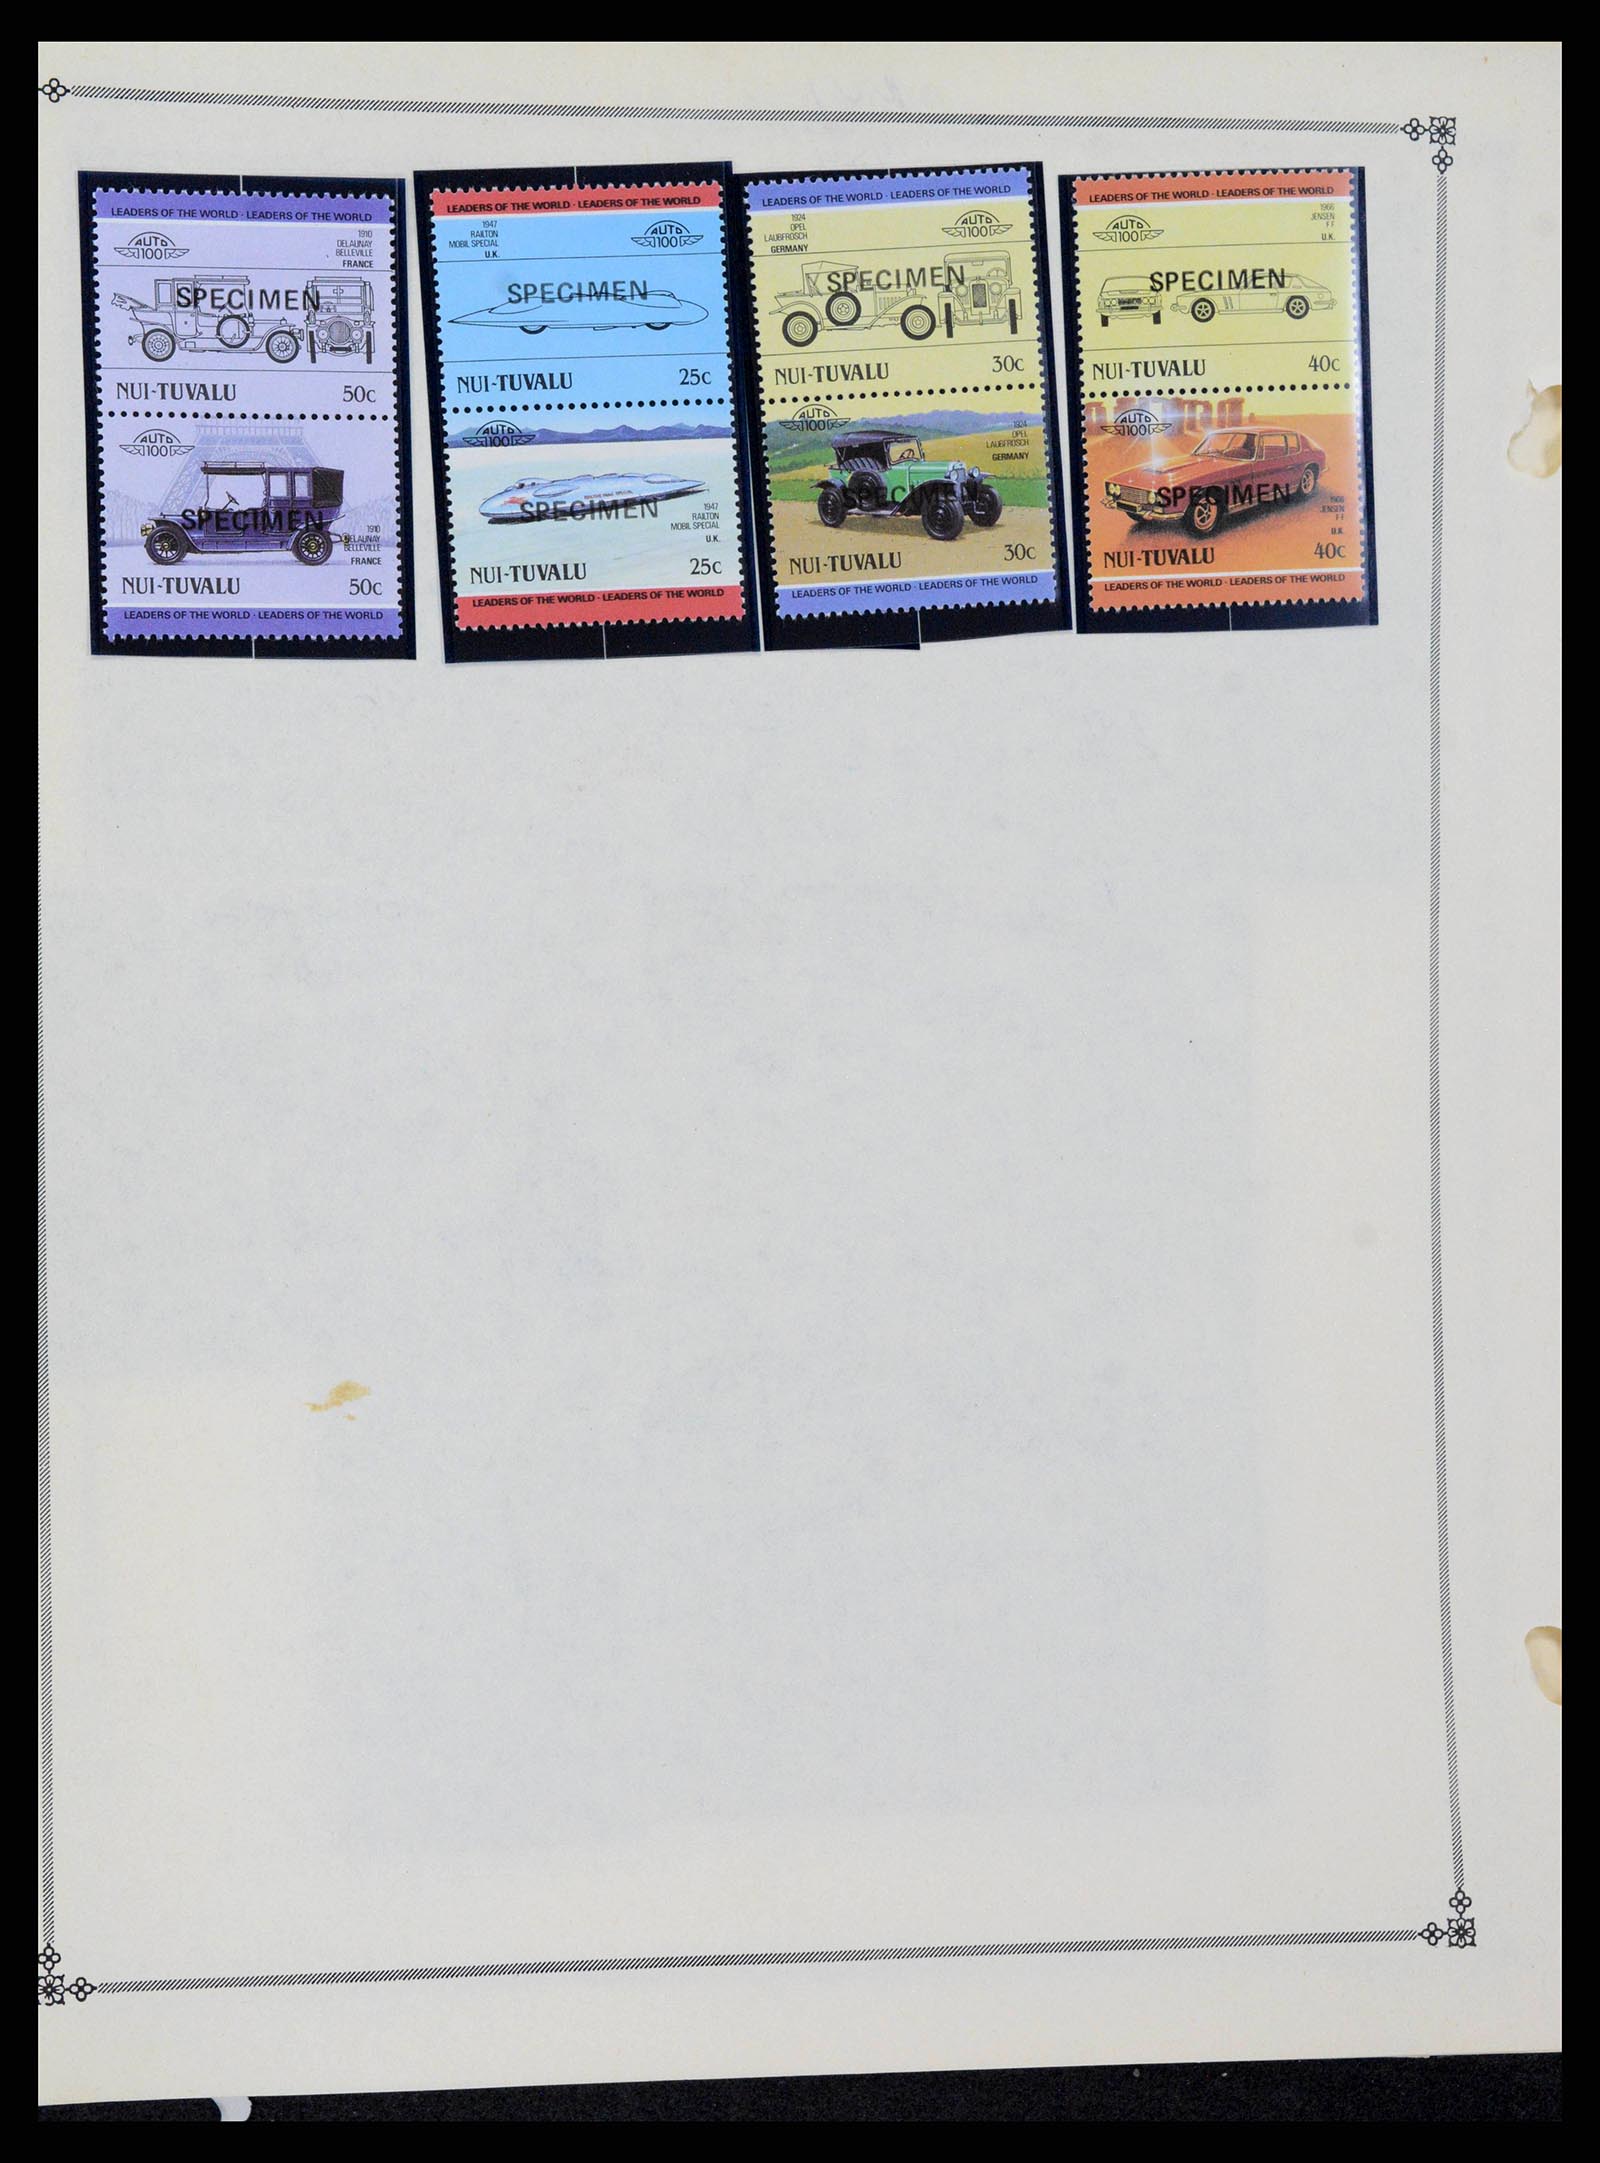 LEADERS OF THE WORLD · LEADERS OF THE WORLD
AUTO
100
1910
DELAUNAY
BELLEVILLE
FRANCE
SPECIMEN
NUI-TUVALU 50c
AUTO
100
SPECIMEN
1910
DELAUNAY
BELLEVILLE
FRANCE
NUI-TUVALU 50c
LEADERS OF THE WORLD · LEADERS OF THE WORLD
LEADERS OF THE WORLD · LEADERS OF THE WORLD
1947
RAILTON
MOBIL SPECIAL
U.K.
AUTO
100
SPECIMEN
NUI-TUVALU 25c
AUTO
100
SPECIMEN
1947
RAILTON
MOBIL SPECIAL
U.K.
NUI-TUVALU 25c
LEADERS OF THE WORLD · LEADERS OF THE WORLD
LEADERS OF THE WORLD · LEADERS OF THE WORLD
1924
OPEL
LAUBFROSCH
GERMANY
AUTO
100
SPECIMEN
NUI-TUVALU 30c
AUTO
100
1924
OPEL
LAUBFROSCH
GERMANY
SPECIMEN
NUI-TUVALU 30c
LEADERS OF THE WORLD · LEADERS OF THE WORLD
LEADERS OF THE WORLD · LEADERS OF THE WORLD
AUTO
100
1966
JENSEN
FF
U.K.
SPECIMEN
NUI-TUVALU 40c
AUTO
100
SPECIMEN
1966
JENSEN
FF
U.K.
NUI-TUVALU 40c
LEADERS OF THE WORLD · LEADERS OF THE WORLD